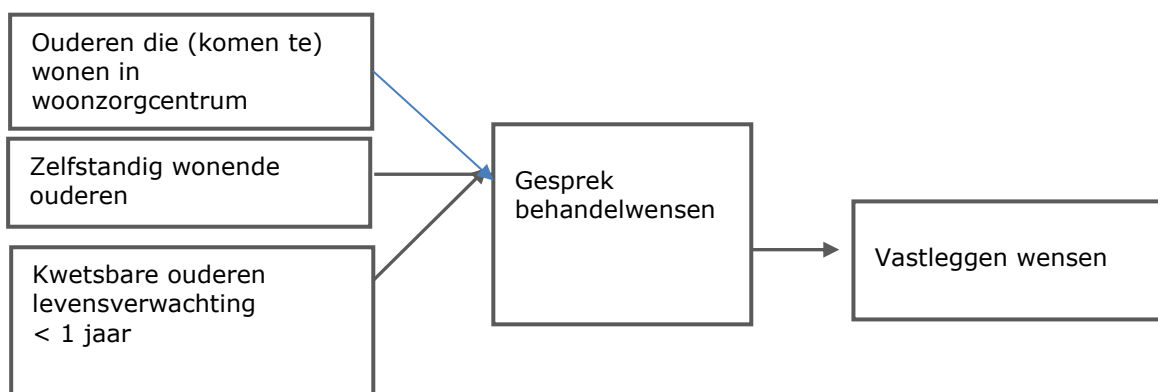 Ouderen die (komen te)
wonen in
woonzorgcentrum
Zelfstandig wonende
ouderen
Kwetsbare ouderen
levensverwachting
< 1 jaar
Gesprek
behandelwensen
Vastleggen wensen